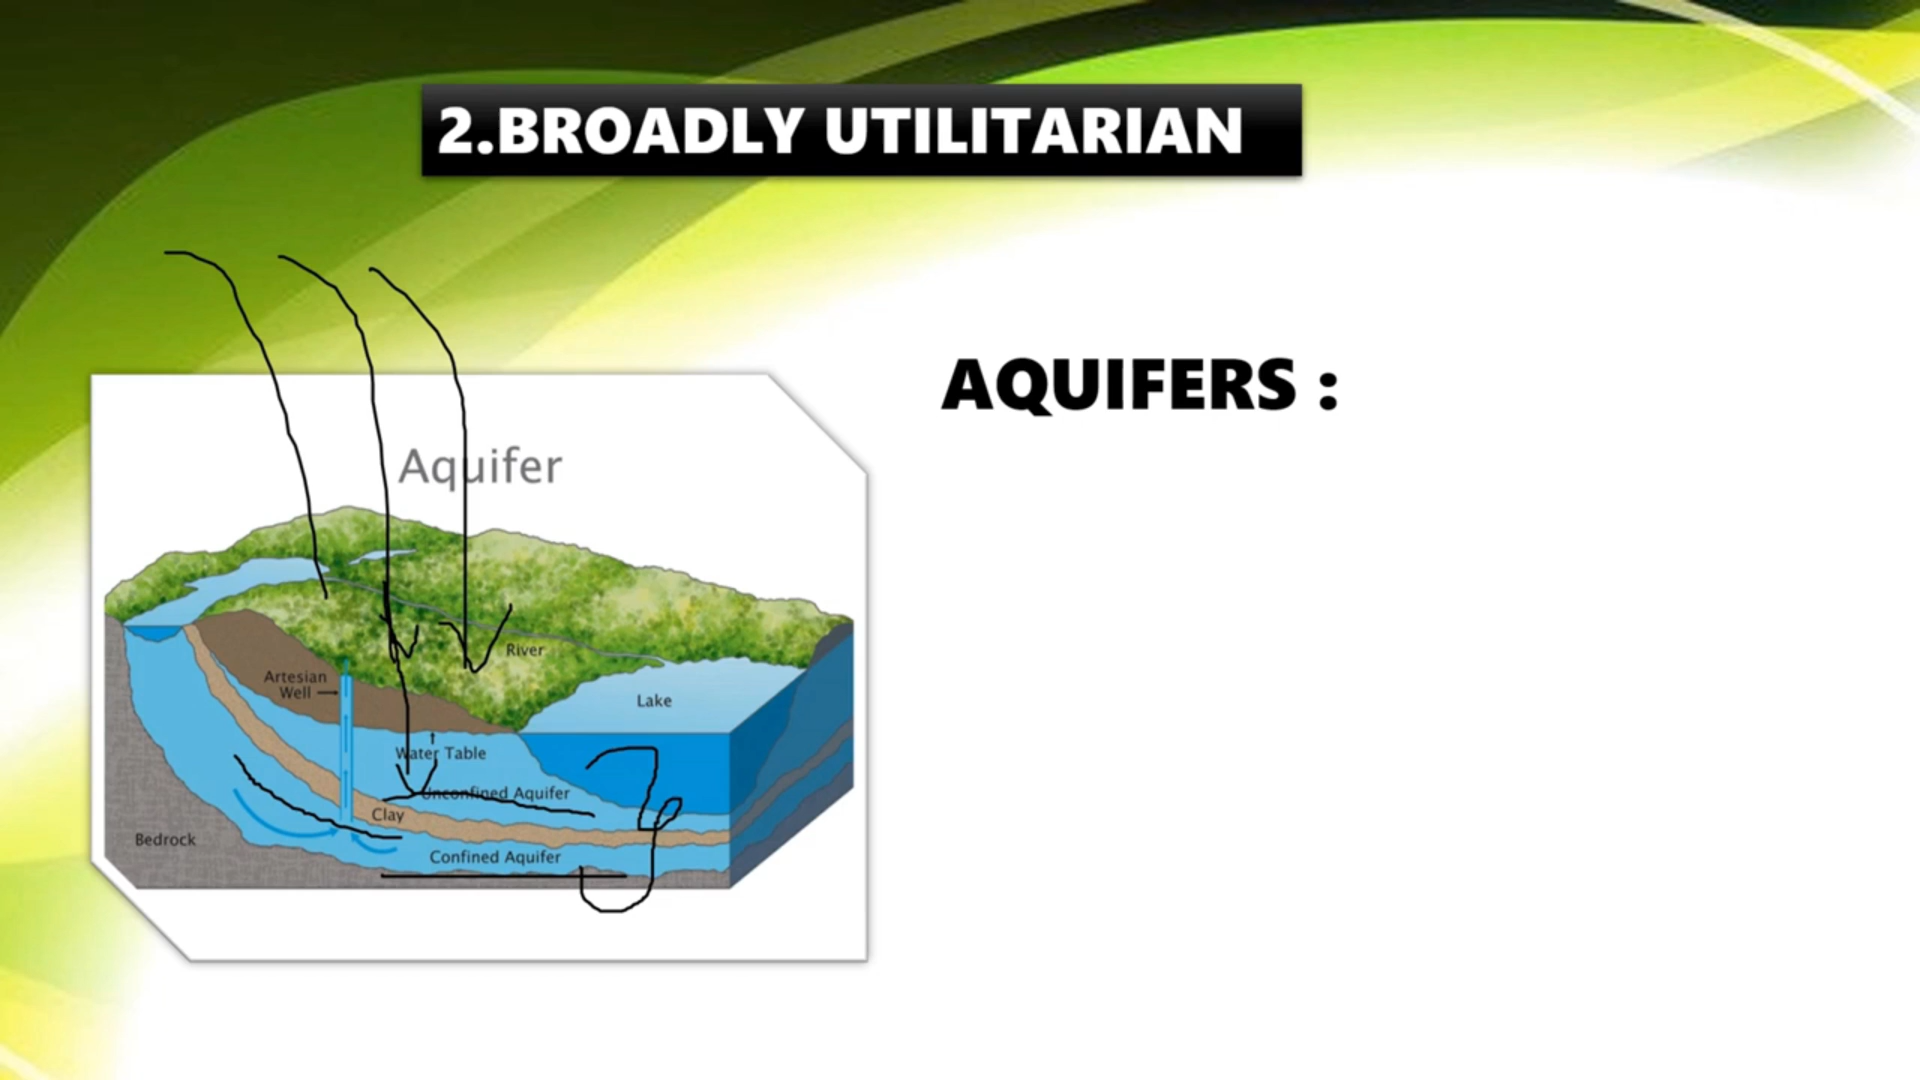 2.BROADLY UTILITARIAN
AQUIFERS :
Aquifer
River
Artesian
Well
Lake
Water Table
Unconfined Aquifer
Clay
Bedrock
Confined Aquifer